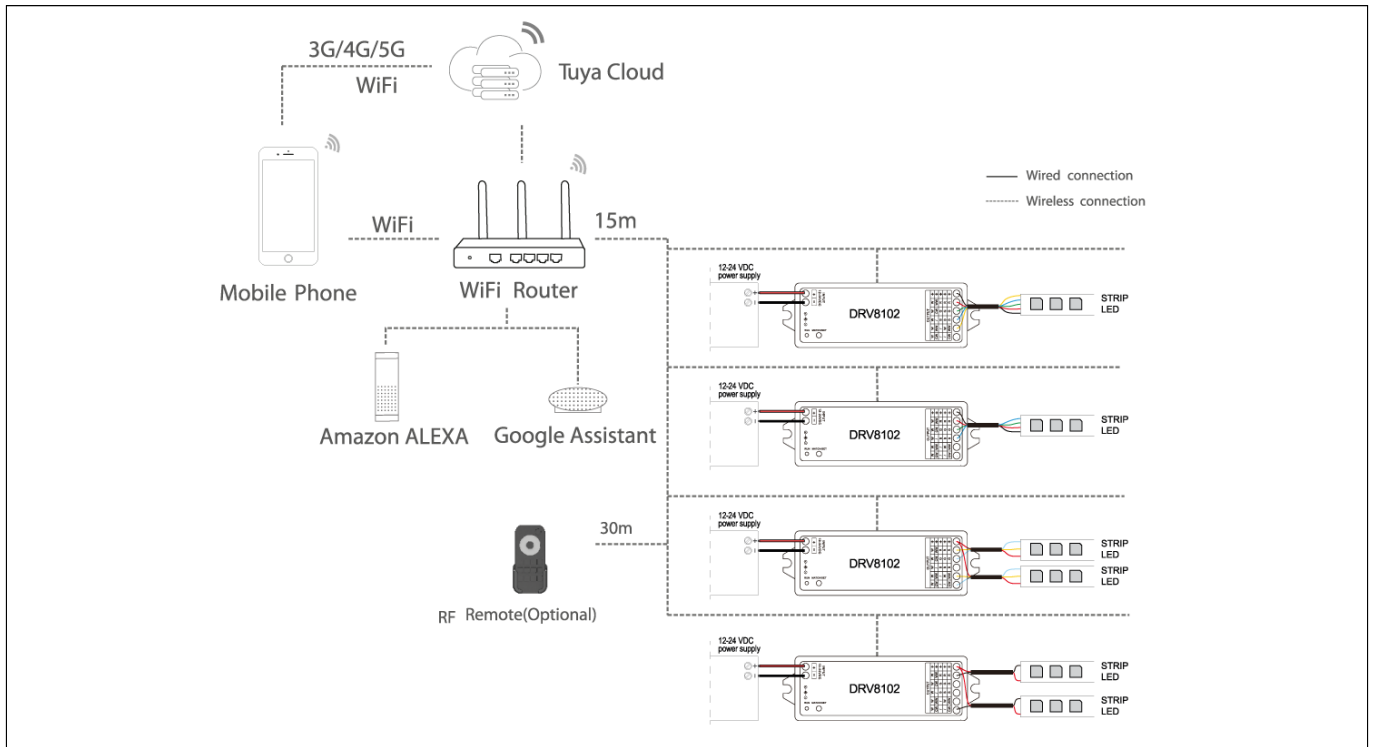 3G/4G/5G
WiFi
Tuya Cloud
Wired connection
Wireless connection
WiFi
15m
Mobile Phone
WiFi Router
12-24 VDC
power supply
+
-
DRV8102
STRIP
LED
Amazon ALEXA
Google Assistant
12-24 VDC
power supply
+
-
DRV8102
STRIP
LED
30m
RF Remote(Optional)
12-24 VDC
power supply
+
-
DRV8102
STRIP
LED
STRIP
LED
12-24 VDC
power supply
+
-
DRV8102
STRIP
LED
STRIP
LED